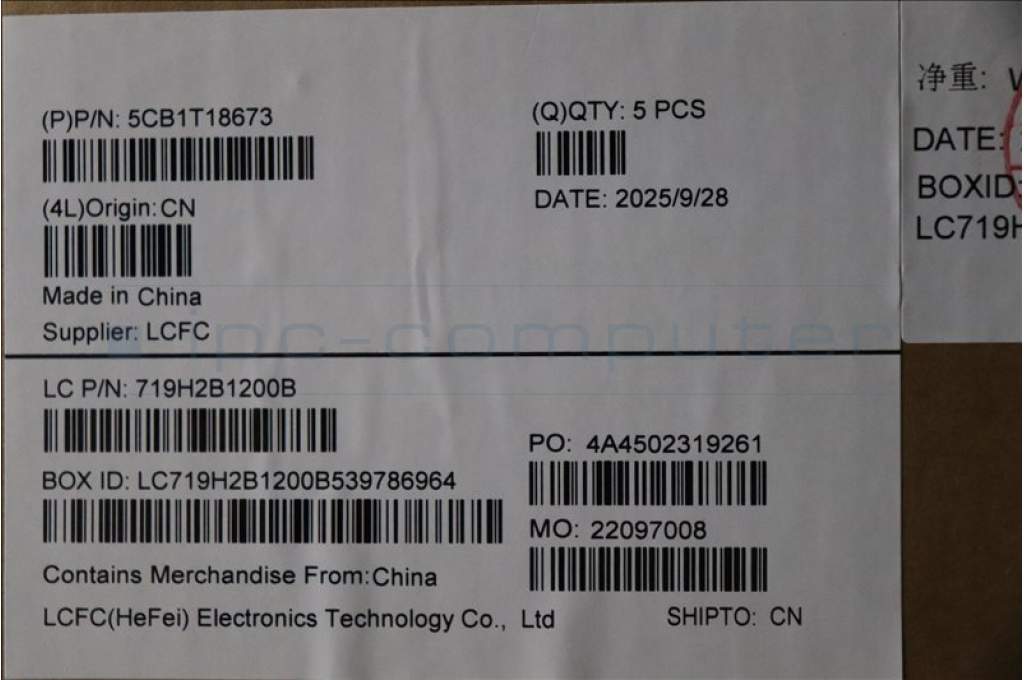 (P)P/N: 5CB1T18673
(Q)QTY: 5 PCS
DATE: 2025/9/28
(4L)Origin:CN
Made in China
Supplier: LCFC
ipc-computer
LC P/N: 719H2B1200B
BOX ID: LC719H2B1200B539786964
PO: 4A4502319261
MO: 22097008
Contains Merchandise From:China
LCFC(HeFei) Electronics Technology Co., Ltd
SHIPTO: CN
净重:
DATE:
BOXID:
LC719H